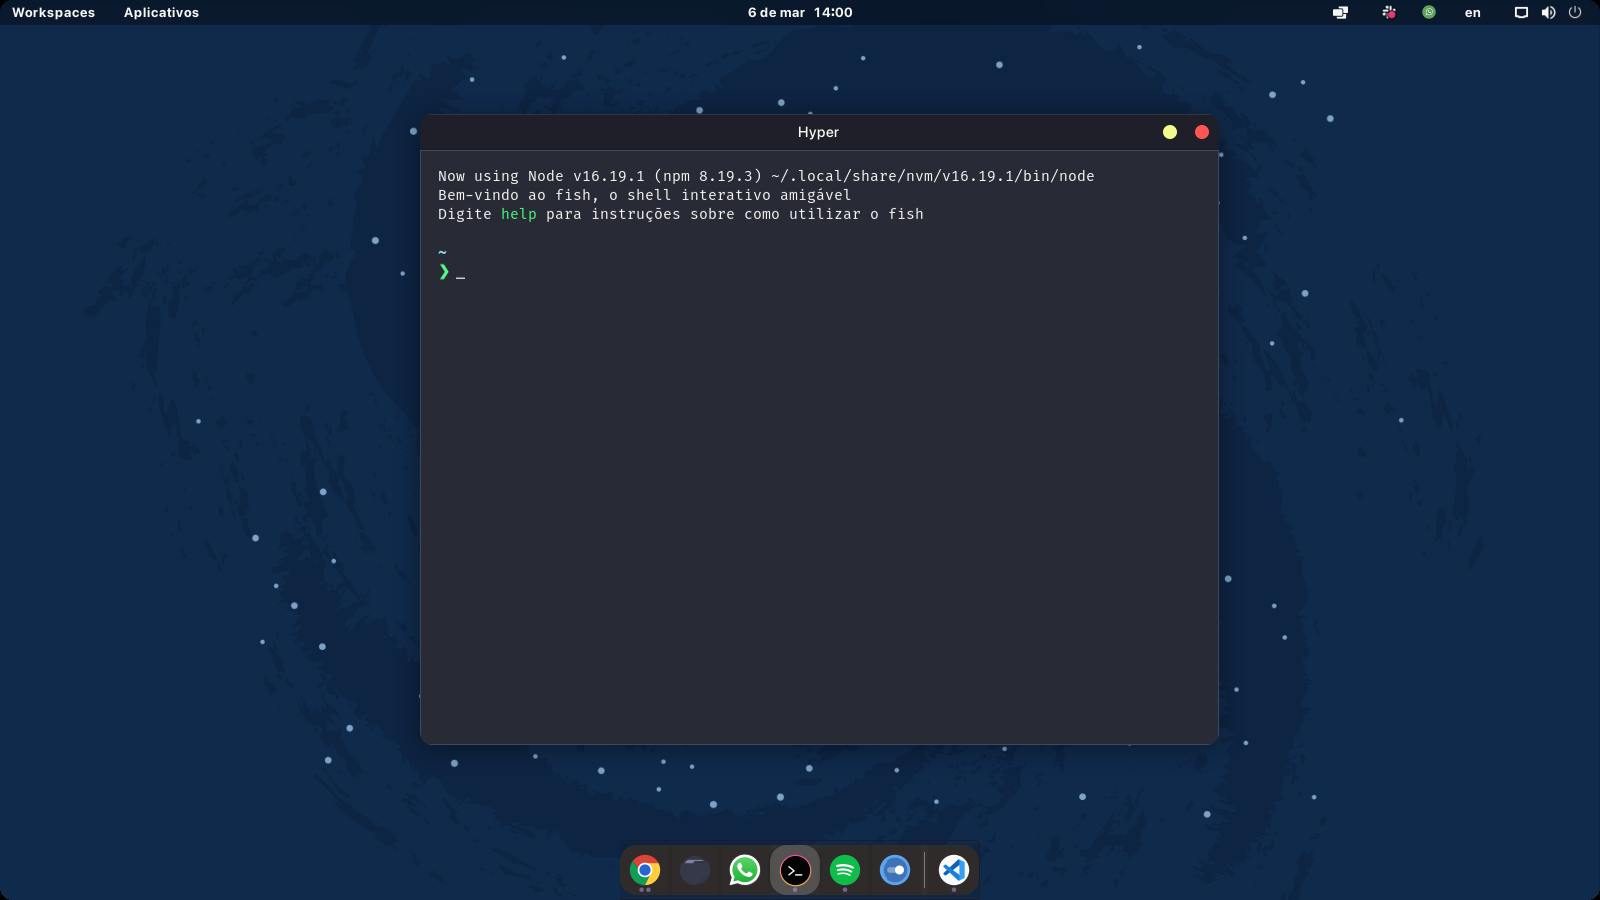 Workspaces Aplicativos 6 de mar 14:00 en
Hyper
Now using Node v16.19.1 (npm 8.19.3) ~/.local/share/nvm/v16.19.1/bin/node
Bem-vindo ao fish, o shell interativo amigável
Digite help para instruções sobre como utilizar o fish
~
❯ _